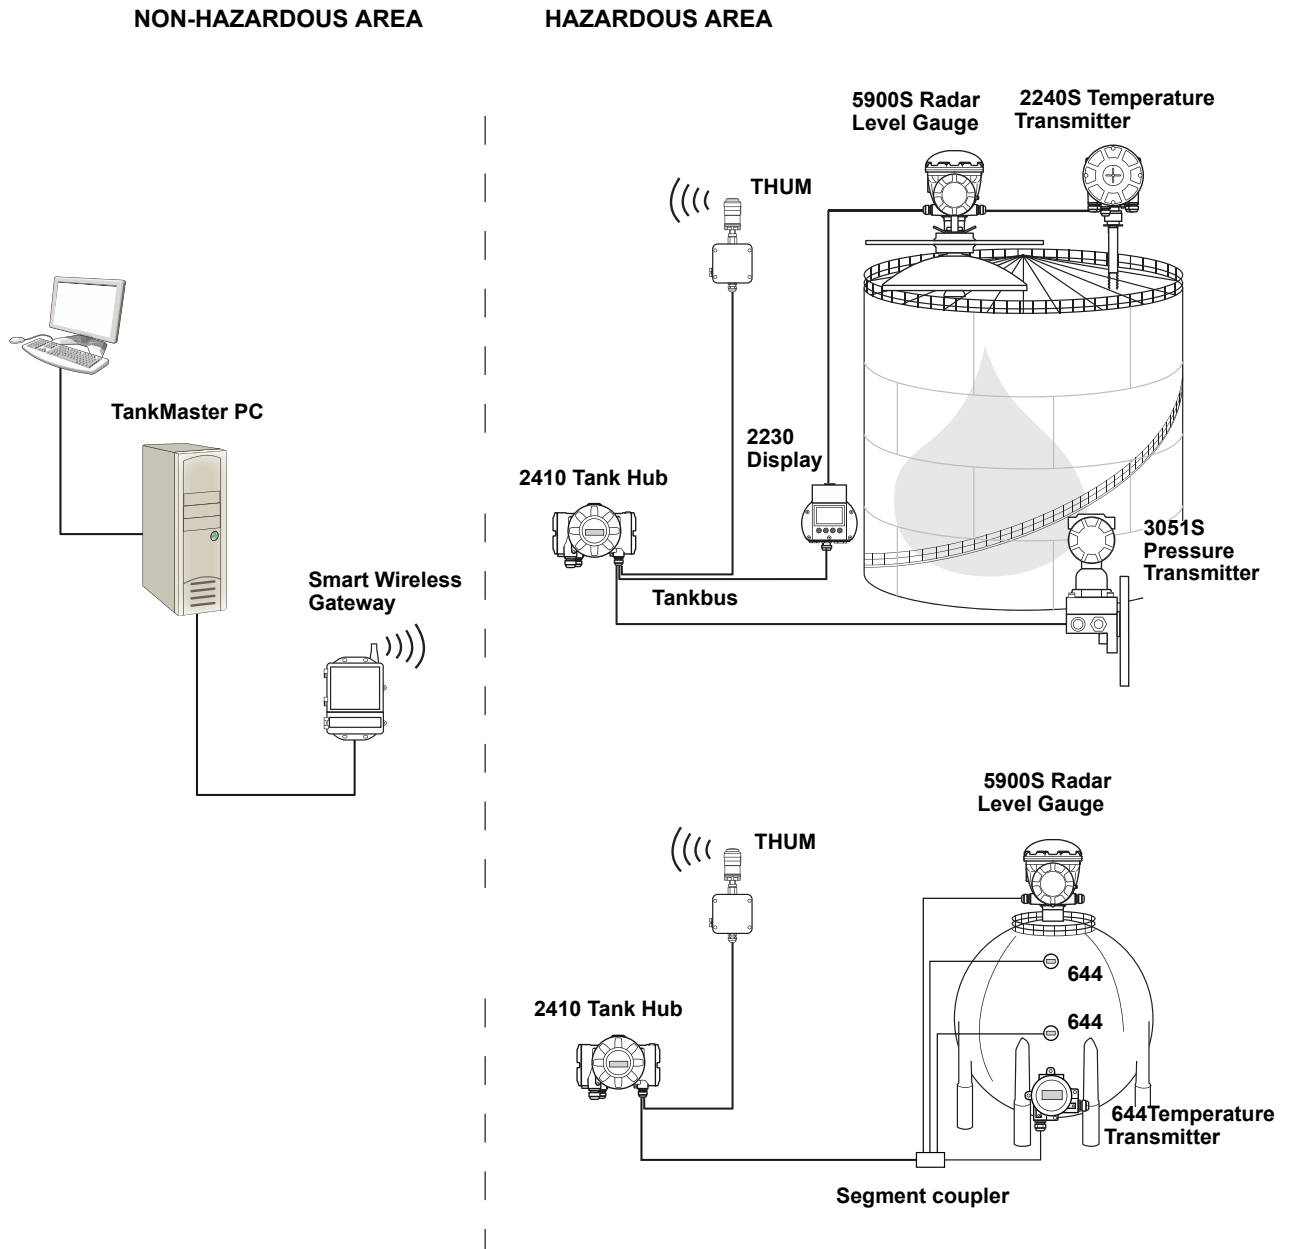 NON-HAZARDOUS AREA
HAZARDOUS AREA
5900S Radar
Level Gauge
2240S Temperature
Transmitter
THUM
TankMaster PC
2230
Display
2410 Tank Hub
3051S
Pressure
Transmitter
Smart Wireless
Gateway
Tankbus
5900S Radar
Level Gauge
THUM
644
2410 Tank Hub
644
644Temperature
Transmitter
Segment coupler